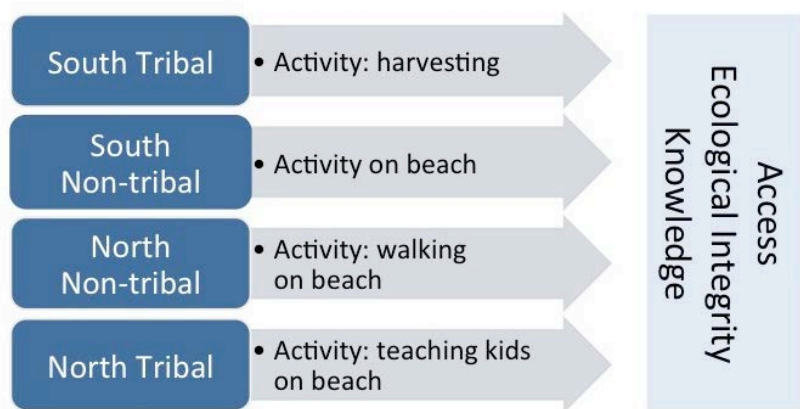 South Tribal
• Activity: harvesting
South
Non-tribal
• Activity on beach
North
Non-tribal
• Activity: walking
on beach
North Tribal
• Activity: teaching kids
on beach
Access
Ecological Integrity
Knowledge